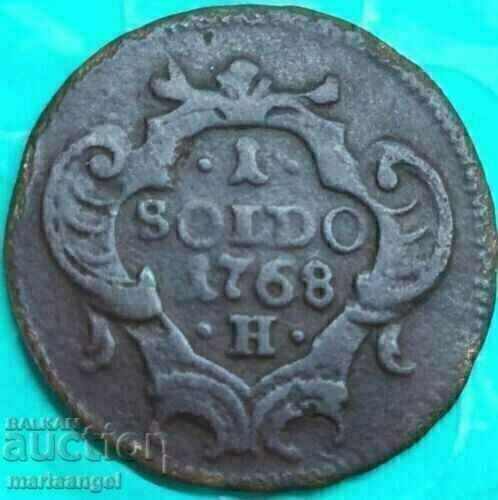 · 1 ·
SOLDO
1768
· H ·
BALKAN
auction
mariaangel